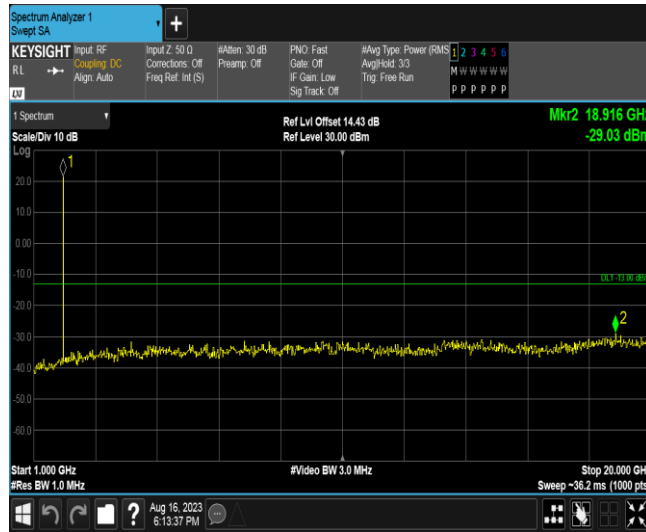 Spectrum Analyzer 1
Swept SA
+
KEYSIGHT Input: RF Input Z: 50 Ω #Atten: 30 dB PNO: Fast #Avg Type: Power (RMS 1 2 3 4 5 6
RL Coupling: DC Corrections: Off Preamp: Off Gate: Off Avg|Hold: 3/3 M W W W W W
Align: Auto Freq Ref: Int (S) IF Gain: Low Trig: Free Run
LXI Sig Track: Off P P P P P P
1 Spectrum Ref Lvl Offset 14.43 dB Mkr2 18.916 GHz
Scale/Div 10 dB Ref Level 30.00 dBm -29.03 dBm
Log
1
20.0
10.0
0.00
-10.0
DL1 -13.00 dBm
-20.0
2
-30.0
-40.0
-50.0
-60.0
Start 1.000 GHz #Video BW 3.0 MHz Stop 20.000 GH
#Res BW 1.0 MHz Sweep ~36.2 ms (1000 pts
? Aug 16, 2023
6:13:37 PM